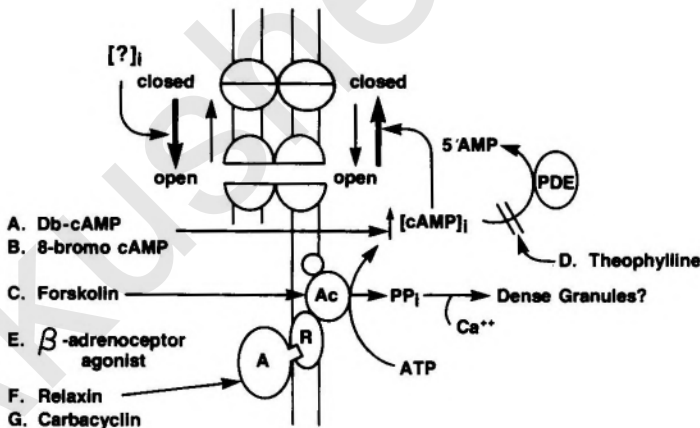 [?]i
closed
closed
open
open
5'AMP
PDE
A. Db-cAMP
B. 8-bromo cAMP
[cAMP]i
D. Theophylline
C. Forskolin
Ac
PPi
Dense Granules?
Ca++
E. β-adrenoceptor
agonist
R
A
ATP
F. Relaxin
G. Carbacyclin